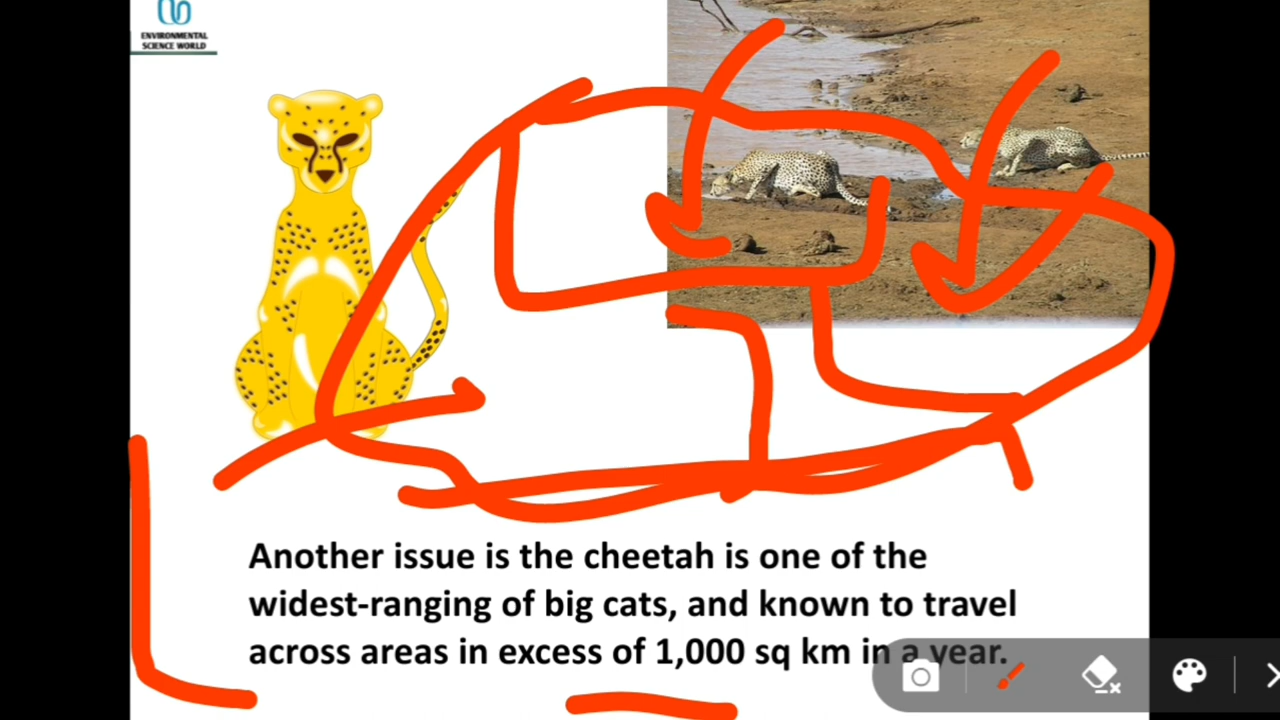 ENVIRONMENTAL
SCIENCE WORLD
Another issue is the cheetah is one of the
widest-ranging of big cats, and known to travel
across areas in excess of 1,000 sq km in a year.